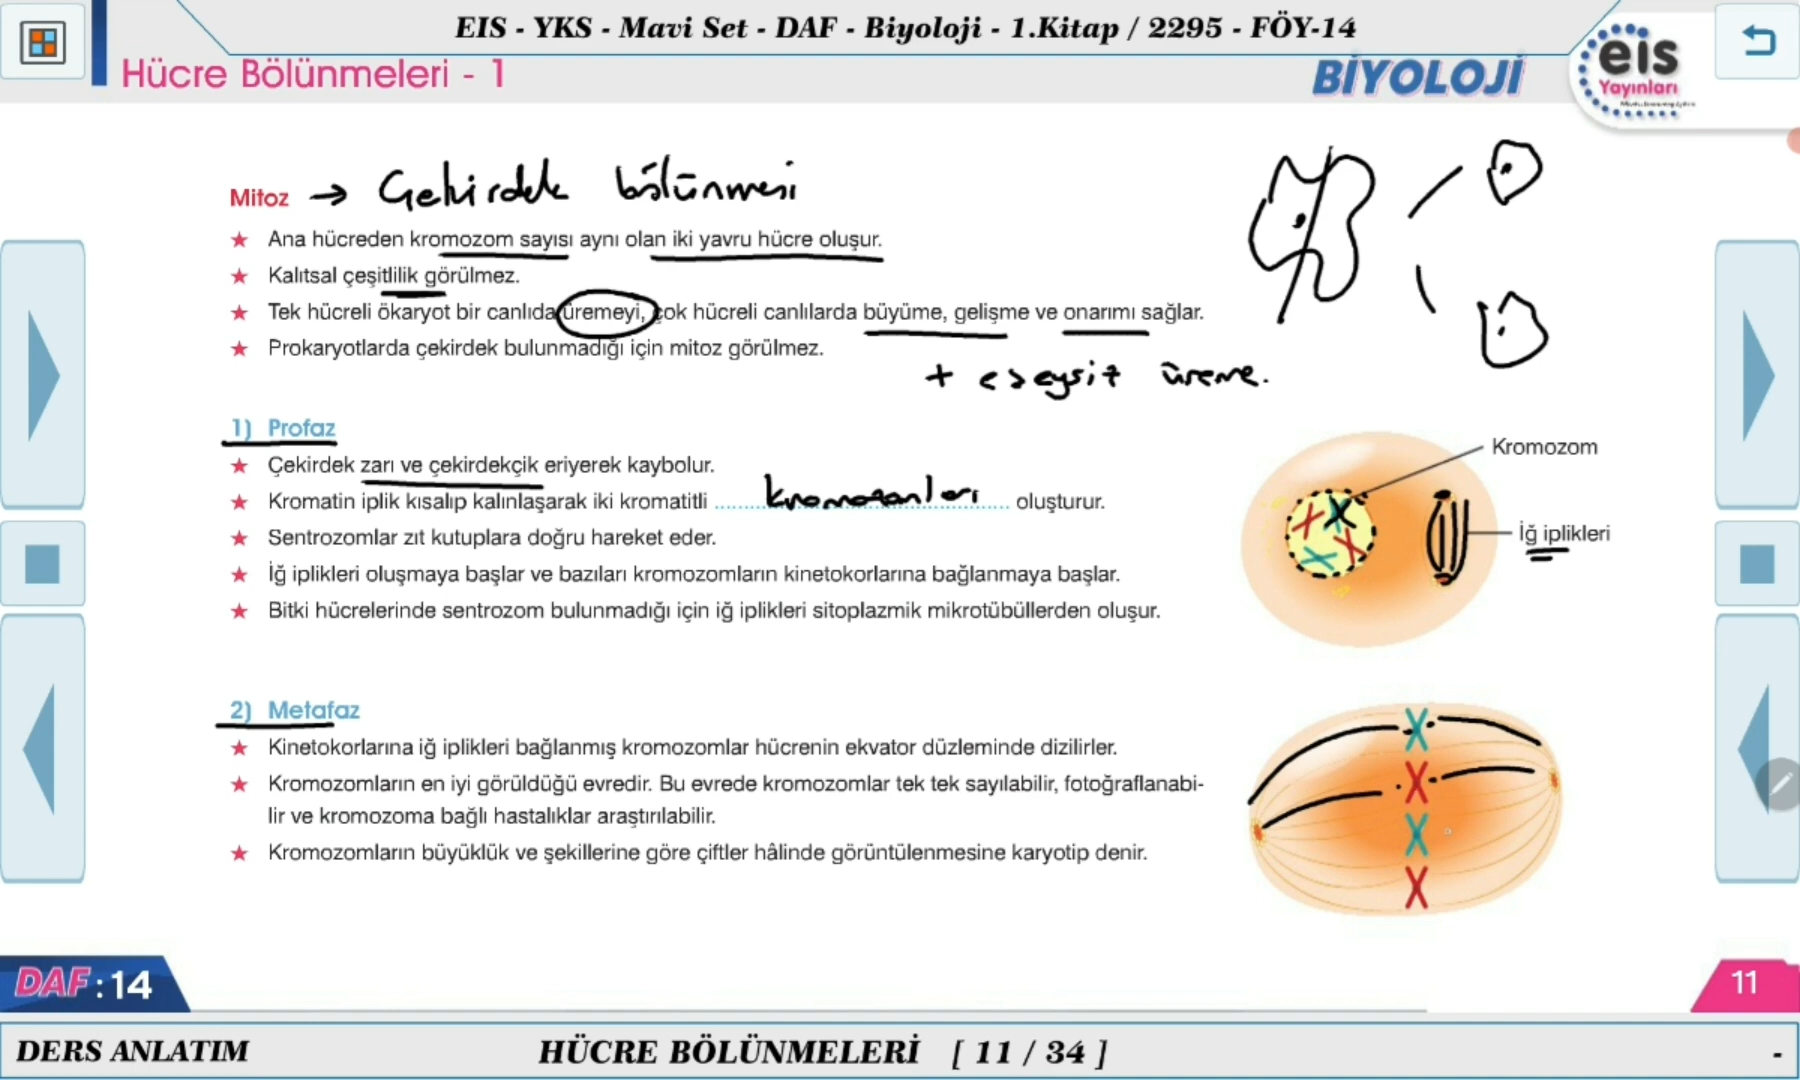 EIS - YKS - Mavi Set - DAF - Biyoloji - 1.Kitap / 2295 - FÖY-14
Hücre Bölünmeleri - 1
BİYOLOJİ
eis
Yayınları
Mitoz → Çekirdek bölünmesi
★ Ana hücreden kromozom sayısı aynı olan iki yavru hücre oluşur.
★ Kalıtsal çeşitlilik görülmez.
★ Tek hücreli ökaryot bir canlıda üremeyi, çok hücreli canlılarda büyüme, gelişme ve onarımı sağlar.
★ Prokaryotlarda çekirdek bulunmadığı için mitoz görülmez.
+ eşeysiz üreme.
1) Profaz
★ Çekirdek zarı ve çekirdekçik eriyerek kaybolur.
★ Kromatin iplik kısalıp kalınlaşarak iki kromatitli kromozomları oluşturur.
★ Sentrozomlar zıt kutuplara doğru hareket eder.
★ İğ iplikleri oluşmaya başlar ve bazıları kromozomların kinetokorlarına bağlanmaya başlar.
★ Bitki hücrelerinde sentrozom bulunmadığı için iğ iplikleri sitoplazmik mikrotübüllerden oluşur.
Kromozom
İğ iplikleri
2) Metafaz
★ Kinetokorlarına iğ iplikleri bağlanmış kromozomlar hücrenin ekvator düzleminde dizilirler.
★ Kromozomların en iyi görüldüğü evredir. Bu evrede kromozomlar tek tek sayılabilir, fotoğraflanabi-
lir ve kromozoma bağlı hastalıklar araştırılabilir.
★ Kromozomların büyüklük ve şekillerine göre çiftler hâlinde görüntülenmesine karyotip denir.
DAF : 14
11
DERS ANLATIM
HÜCRE BÖLÜNMELERİ [ 11 / 34 ]
-